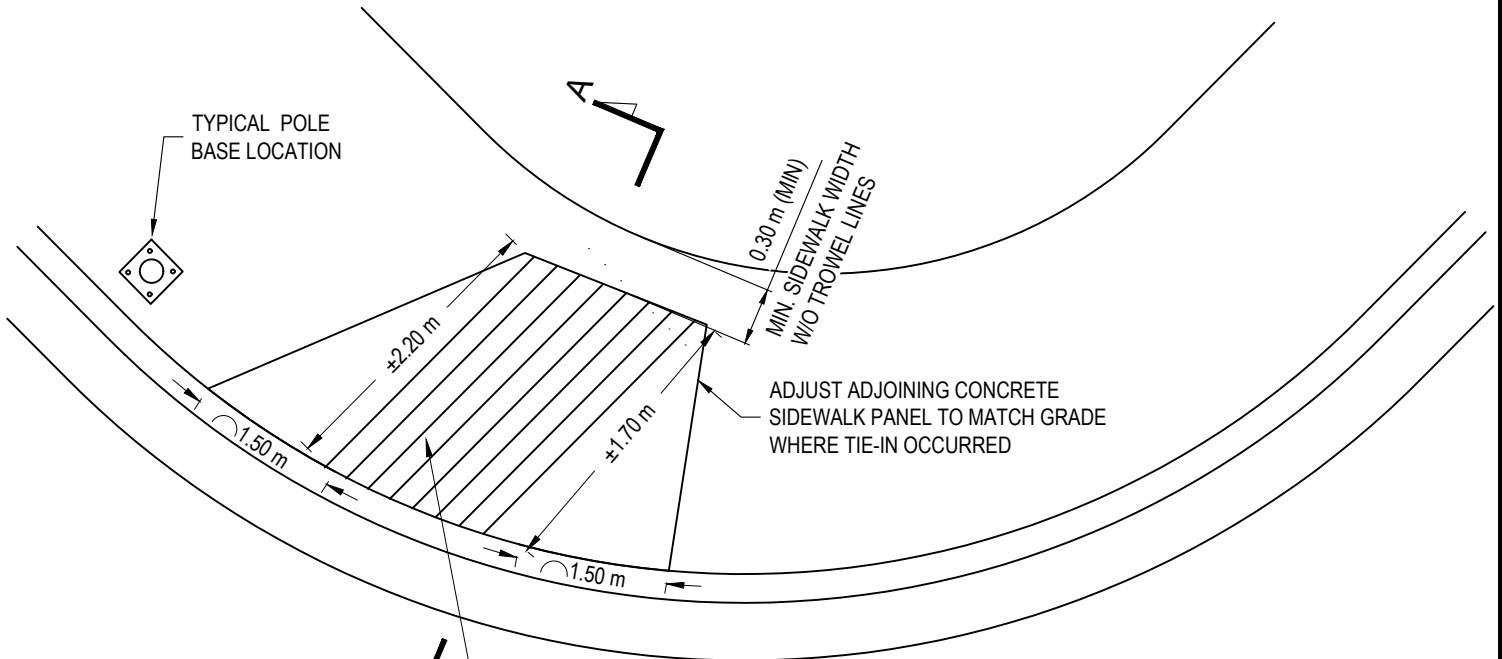 A
TYPICAL POLE
BASE LOCATION
0.30 m (MIN)
MIN. SIDEWALK WIDTH
W/O TROWEL LINES
±2.20 m
±1.70 m
ADJUST ADJOINING CONCRETE
SIDEWALK PANEL TO MATCH GRADE
WHERE TIE-IN OCCURRED
1.50 m
1.50 m